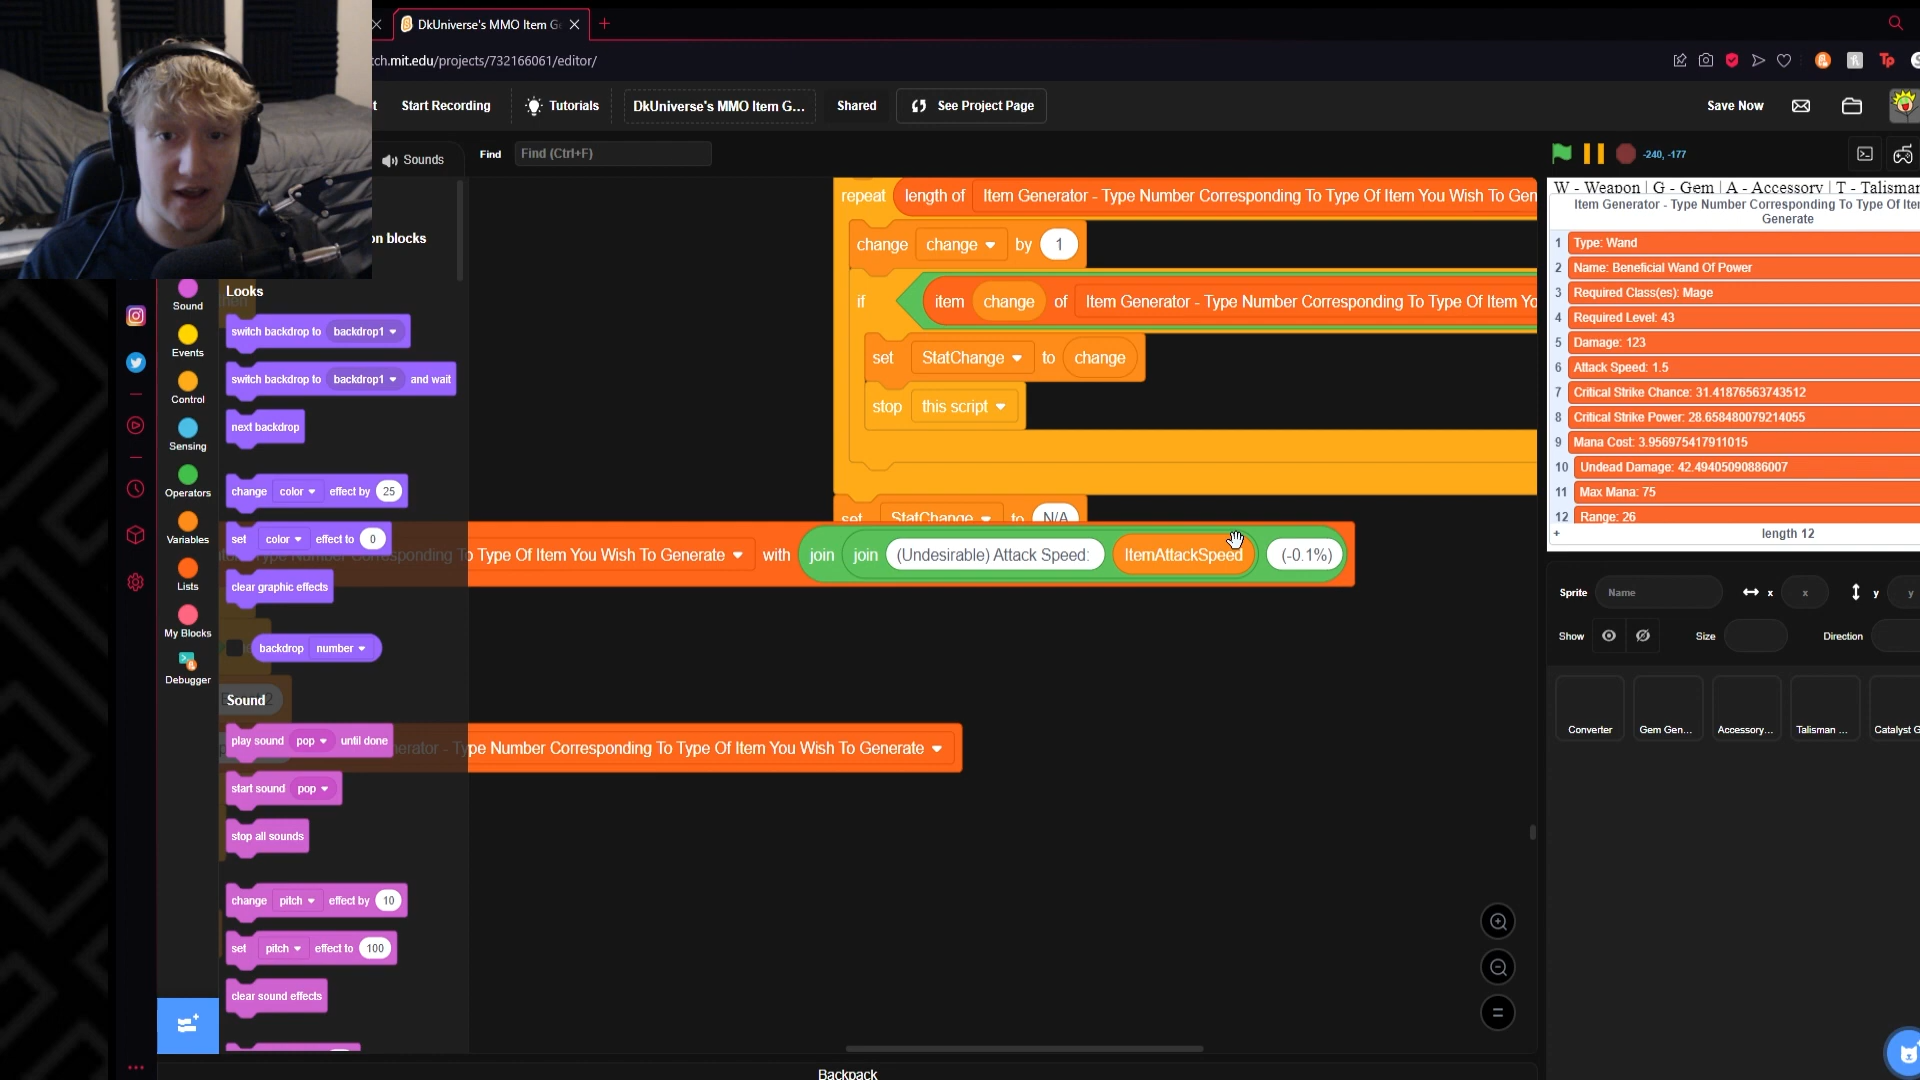 DkUniverse's MMO Item G
ch.mit.edu/projects/732166061/editor/
Start Recording
Tutorials
DkUniverse's MMO Item G...
Shared
See Project Page
Save Now
Sounds
Find
Find (Ctrl+F)
-240, -177
n blocks
Looks
switch backdrop to backdrop1
switch backdrop to backdrop1 and wait
next backdrop
change color effect by 25
set color effect to 0
clear graphic effects
backdrop number
Sound
play sound pop until done
start sound pop
stop all sounds
change pitch effect by 10
set pitch effect to 100
clear sound effects
Sound
Events
Control
Sensing
Operators
Variables
Lists
My Blocks
Debugger
repeat length of Item Generator - Type Number Corresponding To Type Of Item You Wish To Gen
change change by 1
if item change of Item Generator - Type Number Corresponding To Type Of Item Yo
set StatChange to change
stop this script
set StatChange to N/A
To Type Of Item You Wish To Generate with join join (Undesirable) Attack Speed: ItemAttackSpeed (-0.1%)
erator - Type Number Corresponding To Type Of Item You Wish To Generate
W - Weapon | G - Gem | A - Accessory | T - Talisman
Item Generator - Type Number Corresponding To Type Of Ite
Generate
1 Type: Wand
2 Name: Beneficial Wand Of Power
3 Required Class(es): Mage
4 Required Level: 43
5 Damage: 123
6 Attack Speed: 1.5
7 Critical Strike Chance: 31.41876563743512
8 Critical Strike Power: 28.658480079214055
9 Mana Cost: 3.956975417911015
10 Undead Damage: 42.49405090886007
11 Max Mana: 75
12 Range: 26
+ length 12
Sprite Name x x y y
Show Size Direction
Converter
Gem Gen...
Accessory...
Talisman ...
Catalyst G
Backpack